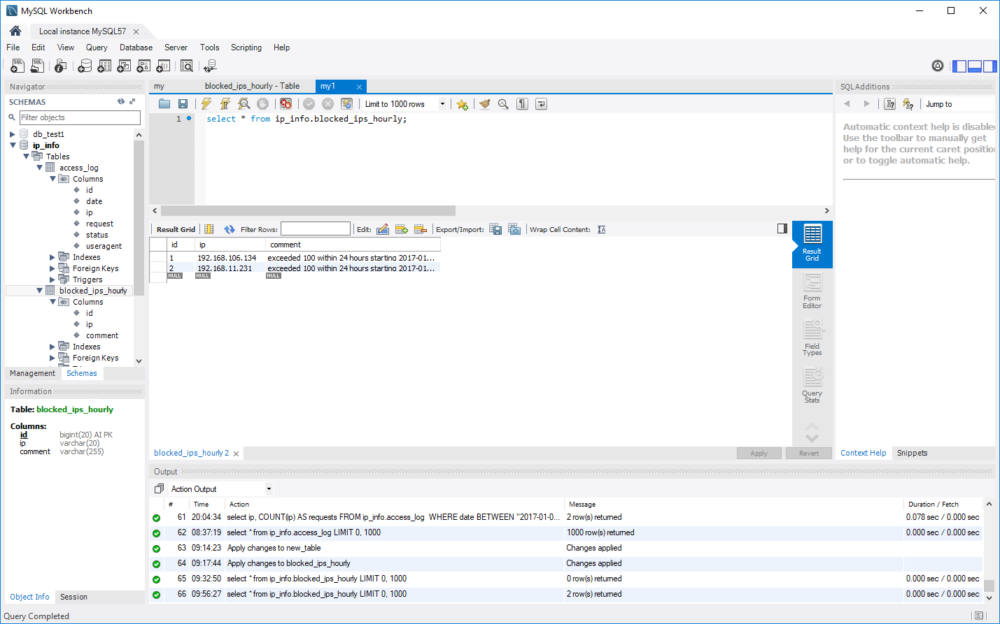 MySQL Workbench
Local instance MySQL57
File Edit View Query Database Server Tools Scripting Help
Navigator
SCHEMAS
Filter objects
db_test1
ip_info
Tables
access_log
Columns
id
date
ip
request
status
useragent
Indexes
Foreign Keys
Triggers
blocked_ips_hourly
Columns
id
ip
comment
Indexes
Foreign Keys
Management Schemas
Information
Table: blocked_ips_hourly
Columns:
id bigint(20) AI PK
ip varchar(20)
comment varchar(255)
Object Info Session
Query Completed
my blocked_ips_hourly - Table my1
Limit to 1000 rows
1 select * from ip_info.blocked_ips_hourly;
Result Grid Filter Rows: Edit: Export/Import: Wrap Cell Content:
id ip comment
1 192.168.106.134 exceeded 100 within 24 hours starting 2017-01...
2 192.168.11.231 exceeded 100 within 24 hours starting 2017-01...
NULL NULL NULL
Result
Grid
Form
Editor
Field
Types
Query
Stats
blocked_ips_hourly 2
Apply Revert
SQLAdditions
Jump to
Automatic context help is disabled
Use the toolbar to manually get
help for the current caret position
or to toggle automatic help.
Context Help Snippets
Output
Action Output
# Time Action Message Duration / Fetch
61 20:04:34 select ip, COUNT(ip) AS requests FROM ip_info.access_log WHERE date BETWEEN "2017-01-0... 2 row(s) returned 0.078 sec / 0.000 sec
62 08:37:19 select * from ip_info.access_log LIMIT 0, 1000 1000 row(s) returned 0.000 sec / 0.000 sec
63 09:14:23 Apply changes to new_table Changes applied
64 09:17:44 Apply changes to blocked_ips_hourly Changes applied
65 09:32:50 select * from ip_info.blocked_ips_hourly LIMIT 0, 1000 0 row(s) returned 0.000 sec / 0.000 sec
66 09:56:27 select * from ip_info.blocked_ips_hourly LIMIT 0, 1000 2 row(s) returned 0.000 sec / 0.000 sec